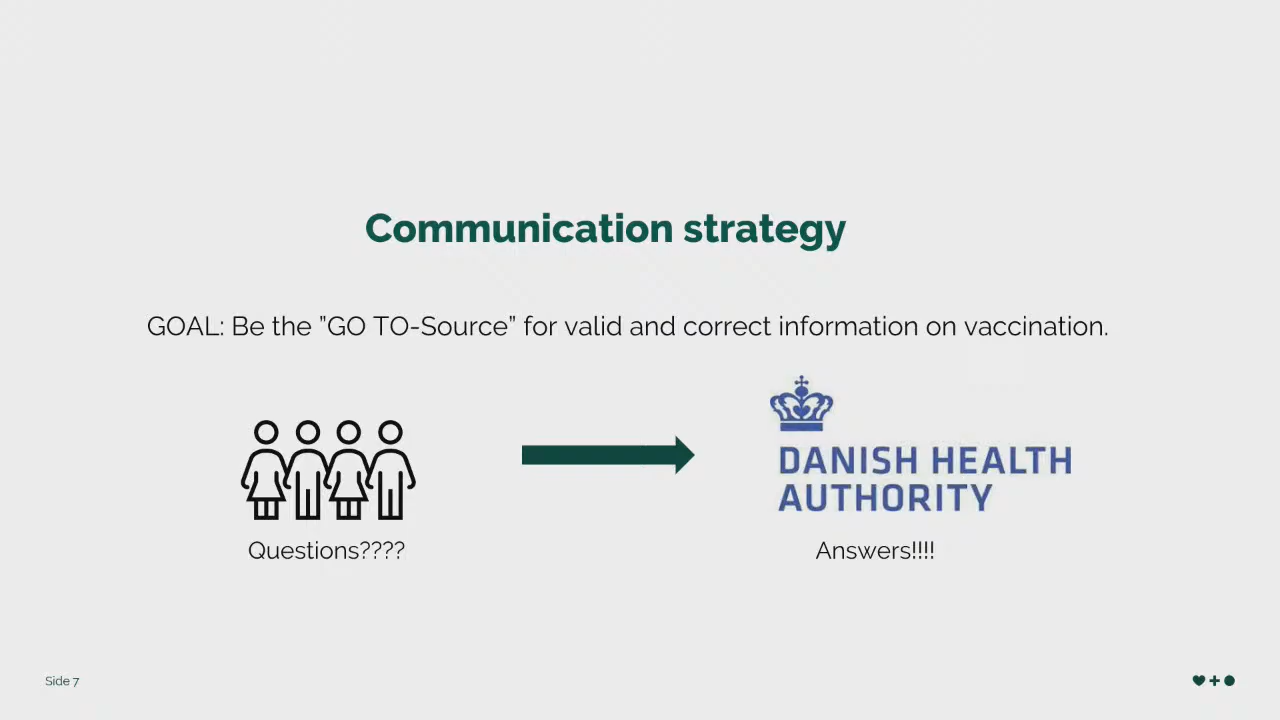 Communication strategy
GOAL: Be the ”GO TO-Source” for valid and correct information on vaccination.
DANISH HEALTH
AUTHORITY
Questions????
Answers!!!!
Side 7